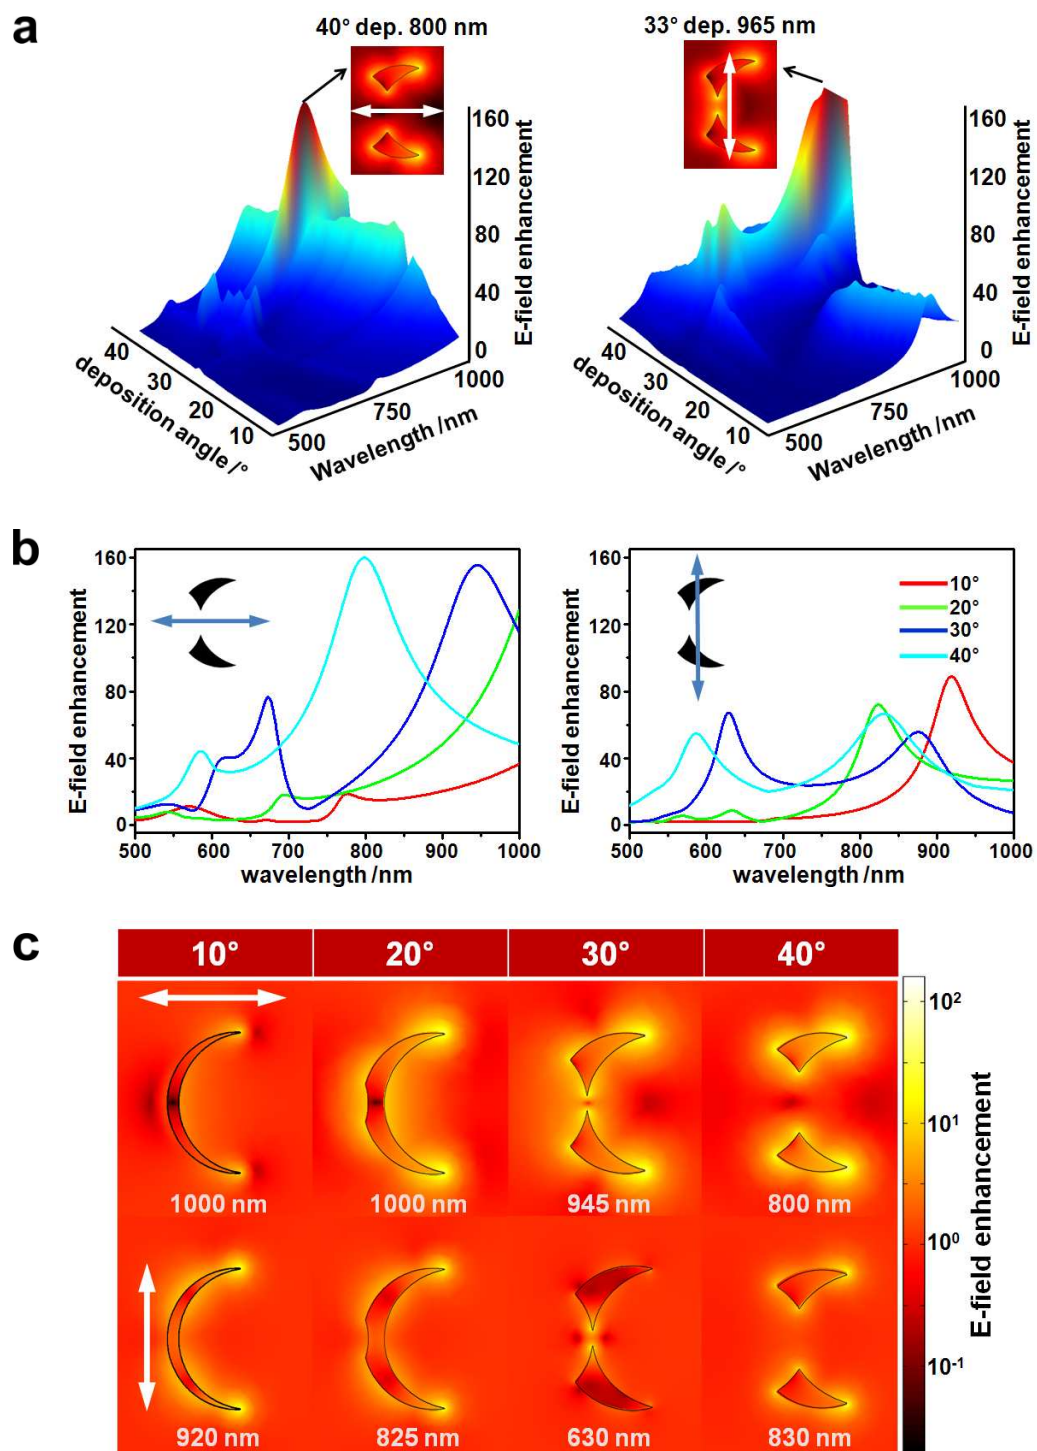 a
40° dep. 800 nm
33° dep. 965 nm
160
120
80
40
0
E-field enhancement
40
30
20
10
deposition angle /°
500
750
1000
Wavelength /nm
160
120
80
40
0
E-field enhancement
40
30
20
10
deposition angle /°
500
750
1000
Wavelength /nm
b
160
120
80
40
0
E-field enhancement
500 600 700 800 900 1000
wavelength /nm
160
120
80
40
0
E-field enhancement
10°
20°
30°
40°
500 600 700 800 900 1000
wavelength /nm
c
10° 20° 30° 40°
1000 nm 1000 nm 945 nm 800 nm
920 nm 825 nm 630 nm 830 nm
10²
10¹
10⁰
10⁻¹
E-field enhancement